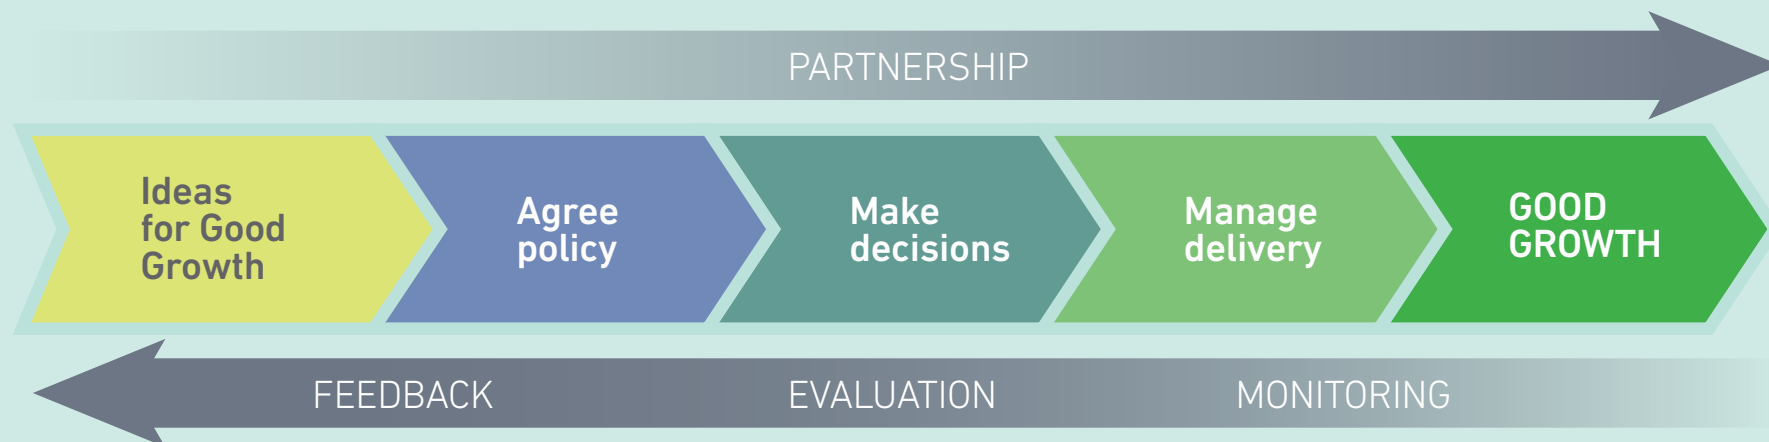 PARTNERSHIP
Ideas
for Good
Growth
Agree
policy
Make
decisions
Manage
delivery
GOOD
GROWTH
FEEDBACK
EVALUATION
MONITORING